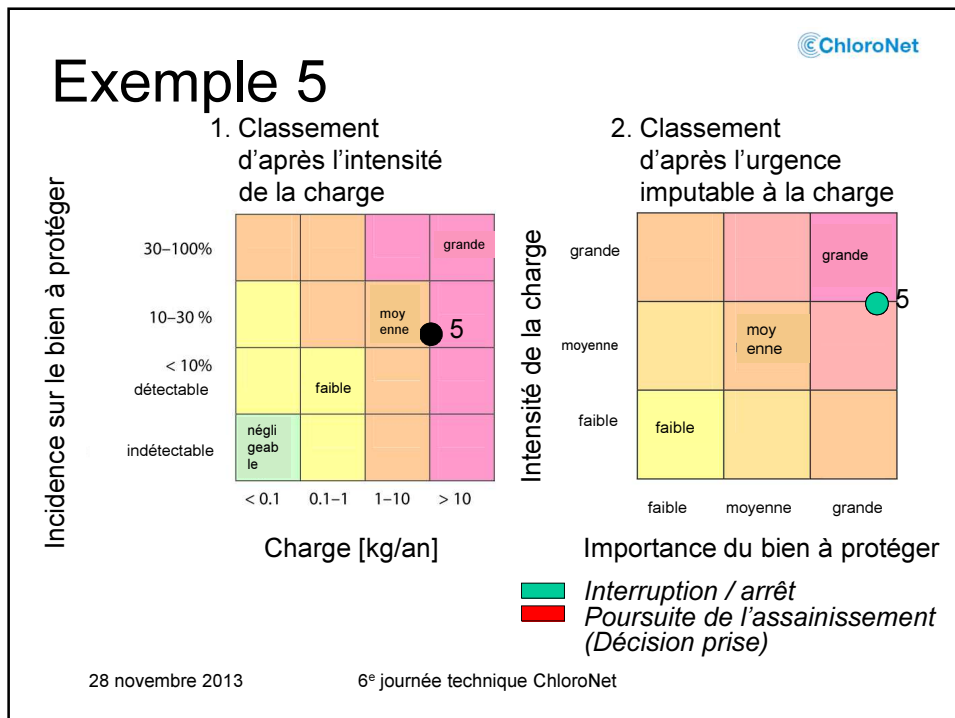 ChloroNet
Exemple 5
1. Classement
d'après l'intensité
de la charge
Incidence sur le bien à protéger
30–100%
10–30 %
< 10%
détectable
indétectable
grande
moy
enne
5
faible
négli
geab
le
< 0.1
0.1–1
1–10
> 10
Charge [kg/an]
2. Classement
d'après l'urgence
imputable à la charge
Intensité de la charge
grande
moyenne
faible
grande
5
moy
enne
faible
faible
moyenne
grande
Importance du bien à protéger
Interruption / arrêt
Poursuite de l'assainissement
(Décision prise)
28 novembre 2013
6e journée technique ChloroNet